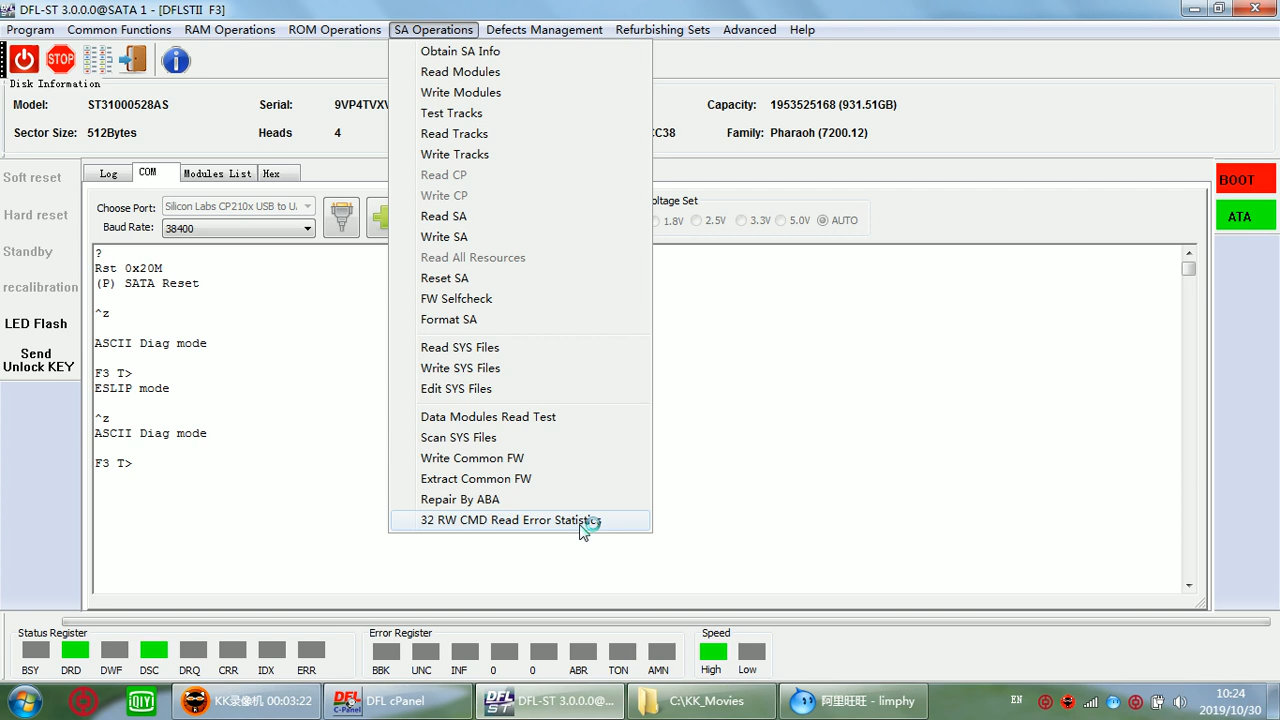 DFL-ST 3.0.0.0@SATA 1 - [DFLSTII F3]
Program Common Functions RAM Operations ROM Operations SA Operations Defects Management Refurbishing Sets Advanced Help
STOP
Disk Information
Model: ST31000528AS Serial: 9VP4TVXV Capacity: 1953525168 (931.51GB)
Sector Size: 512Bytes Heads 4 CC38 Family: Pharaoh (7200.12)
Obtain SA Info
Read Modules
Write Modules
Test Tracks
Read Tracks
Write Tracks
Read CP
Write CP
Read SA
Write SA
Read All Resources
Reset SA
FW Selfcheck
Format SA
Read SYS Files
Write SYS Files
Edit SYS Files
Data Modules Read Test
Scan SYS Files
Write Common FW
Extract Common FW
Repair By ABA
32 RW CMD Read Error Statistics
Soft reset
Hard reset
Standby
recalibration
LED Flash
Send
Unlock KEY
Log COM Modules List Hex
Choose Port: Silicon Labs CP210x USB to U
Baud Rate: 38400
oltage Set
1.8V 2.5V 3.3V 5.0V AUTO
BOOT
ATA
?
Rst 0x20M
(P) SATA Reset
^z
ASCII Diag mode
F3 T>
ESLIP mode
^z
ASCII Diag mode
F3 T>
Status Register Error Register Speed
BSY DRD DWF DSC DRQ CRR IDX ERR BBK UNC INF 0 0 ABR TON AMN High Low
QIYI KK录像机 00:03:22 DFL C-PANEL DFL cPanel DFL ST DFL-ST 3.0.0.0@... C:\KK_Movies 阿里旺旺 - limphy EN
10:24
2019/10/30